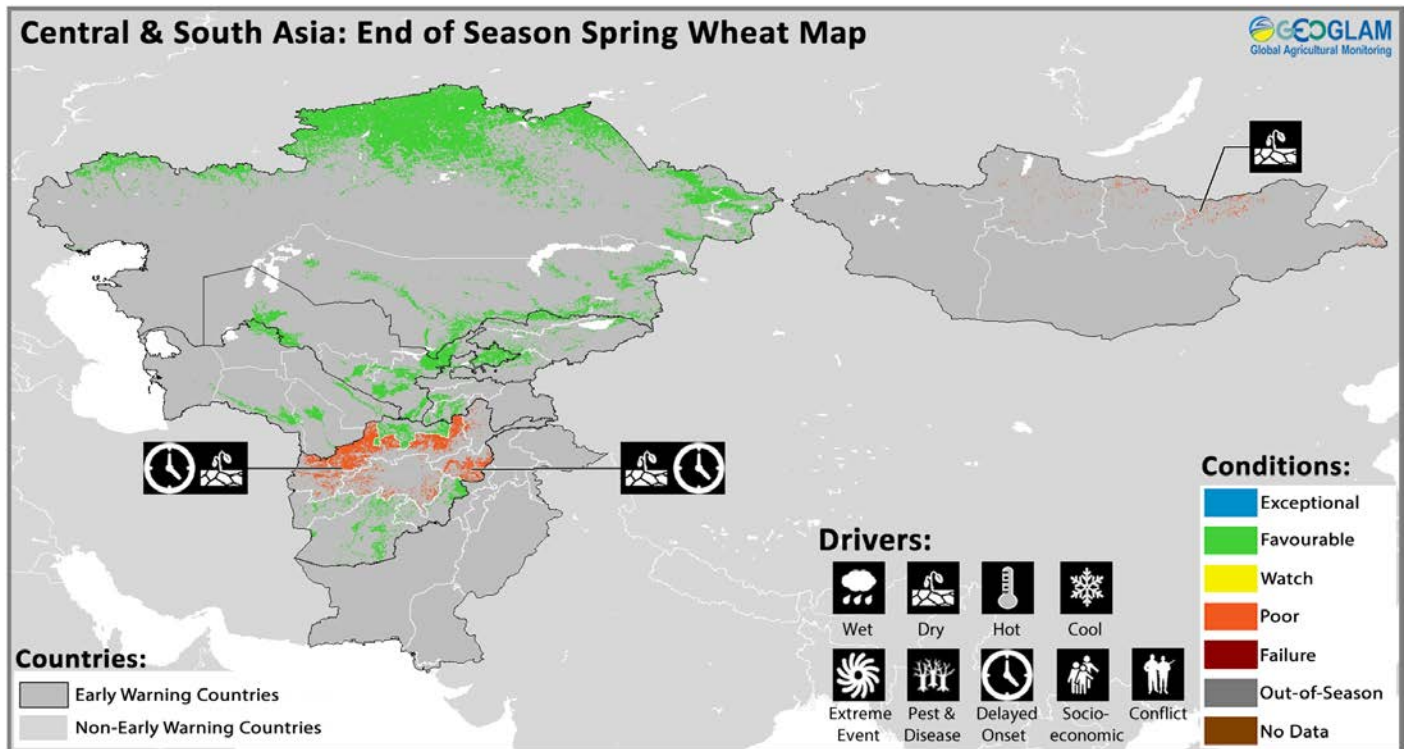 Central & South Asia: End of Season Spring Wheat Map
GEOGLAM
Global Agricultural Monitoring
Conditions:
Exceptional
Favourable
Watch
Poor
Failure
Out-of-Season
No Data
Drivers:
Wet
Dry
Hot
Cool
Extreme
Event
Pest &
Disease
Delayed
Onset
Socio-
economic
Conflict
Countries:
Early Warning Countries
Non-Early Warning Countries